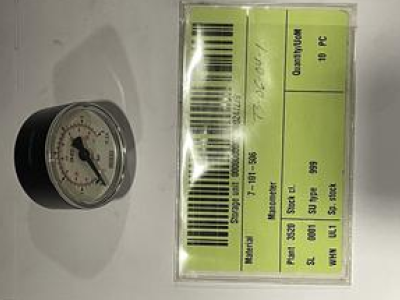 Storage unit
Material
7-101-506
Manometer
Plant 3520 Stock cl.
SL 0001 SU type 999
WHN UL1 Sp. stock
Quantity/UoM
10 PC